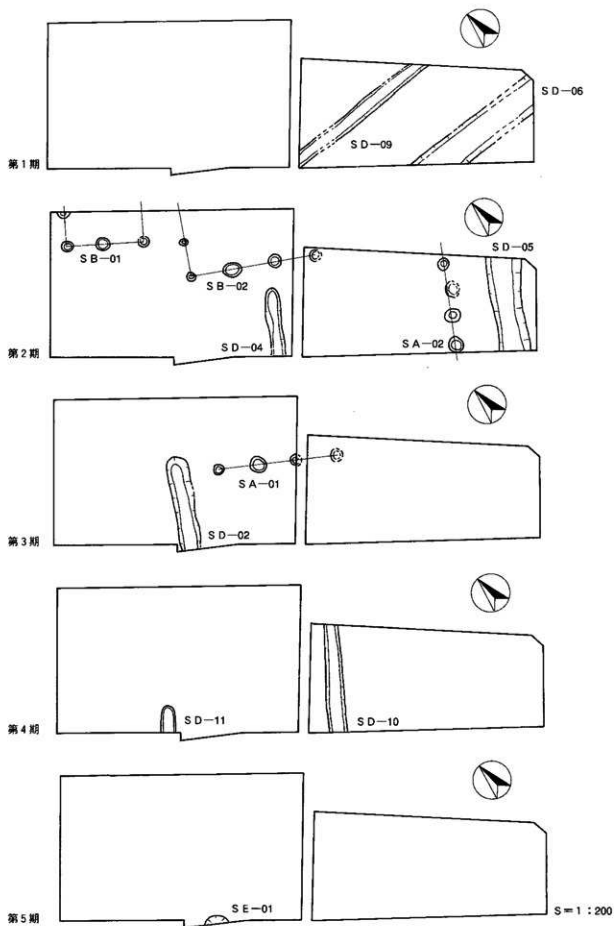 SD—06
SD—09
第1期
SB—01
SB—02
SD—04
SD—05
SA—02
第2期
SA—01
SD—02
第3期
SD—11
SD—10
第4期
SE—01
S=1:200
第5期